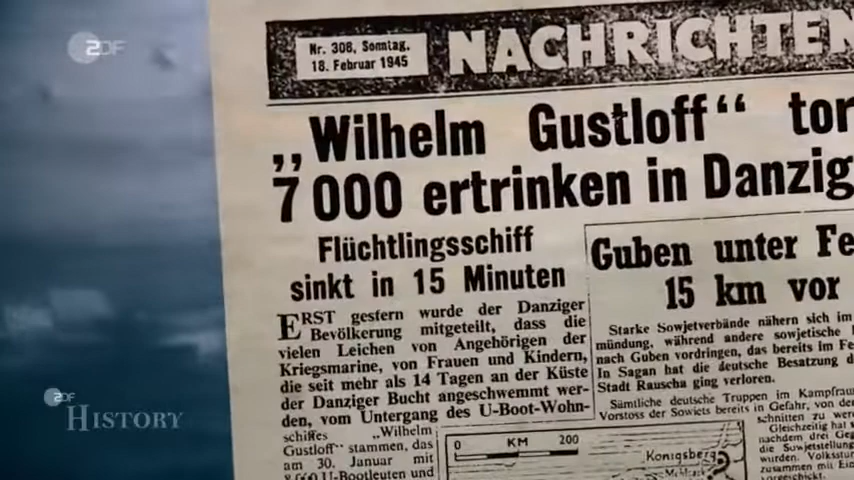 ZDF
Nr. 308, Sonntag,
18. Februar 1945
NACHRICHTEN
„Wilhelm Gustloff“ tor
7 000 ertrinken in Danzig
Flüchtlingsschiff
sinkt in 15 Minuten
ERST gestern wurde der Danziger
Bevölkerung mitgeteilt, dass die
vielen Leichen von Angehörigen der
Kriegsmarine, von Frauen und Kindern,
die seit mehr als 14 Tagen an der Küste
der Danziger Bucht angeschwemmt wer-
den, vom Untergang des U-Boot-Wohn-
schiffes „Wilhelm
Gustloff“ stammen, das
am 30. Januar mit
U-Bootleuten und
Guben unter Fe
15 km vor
Starke Sowjetverbände nähern sich im
mündung, während andere sowjetische
nach Guben vordringen, das bereits im Fe
In Sagan hat die deutsche Besatzung d
Stadt Rauscha ging verloren.
Sämtliche deutsche Truppen im Kampfrau
Vorstoss der Sowjets bereits in Gefahr, von der
schnitten zu werde
Gleichzeitig hat
nachdem drei Geg
die Sowjetstellung
wurden. Volksstu
zusammen mit Ein
0 KM 200
Königsberg
ZDF
HISTORY